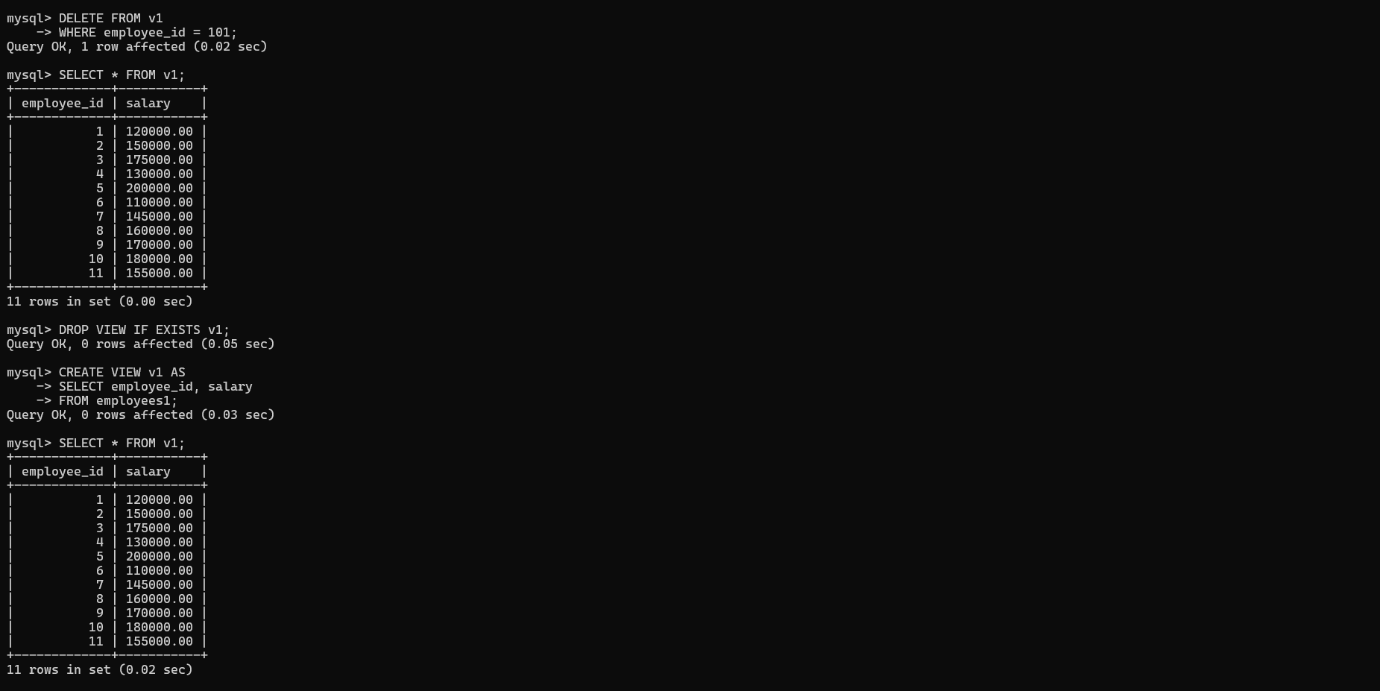 mysql> DELETE FROM v1
    -> WHERE employee_id = 101;
Query OK, 1 row affected (0.02 sec)

mysql> SELECT * FROM v1;
+-------------+-----------+
| employee_id | salary    |
+-------------+-----------+
|           1 | 120000.00 |
|           2 | 150000.00 |
|           3 | 175000.00 |
|           4 | 130000.00 |
|           5 | 200000.00 |
|           6 | 110000.00 |
|           7 | 145000.00 |
|           8 | 160000.00 |
|           9 | 170000.00 |
|          10 | 180000.00 |
|          11 | 155000.00 |
+-------------+-----------+
11 rows in set (0.00 sec)

mysql> DROP VIEW IF EXISTS v1;
Query OK, 0 rows affected (0.05 sec)

mysql> CREATE VIEW v1 AS
    -> SELECT employee_id, salary
    -> FROM employees1;
Query OK, 0 rows affected (0.03 sec)

mysql> SELECT * FROM v1;
+-------------+-----------+
| employee_id | salary    |
+-------------+-----------+
|           1 | 120000.00 |
|           2 | 150000.00 |
|           3 | 175000.00 |
|           4 | 130000.00 |
|           5 | 200000.00 |
|           6 | 110000.00 |
|           7 | 145000.00 |
|           8 | 160000.00 |
|           9 | 170000.00 |
|          10 | 180000.00 |
|          11 | 155000.00 |
+-------------+-----------+
11 rows in set (0.02 sec)